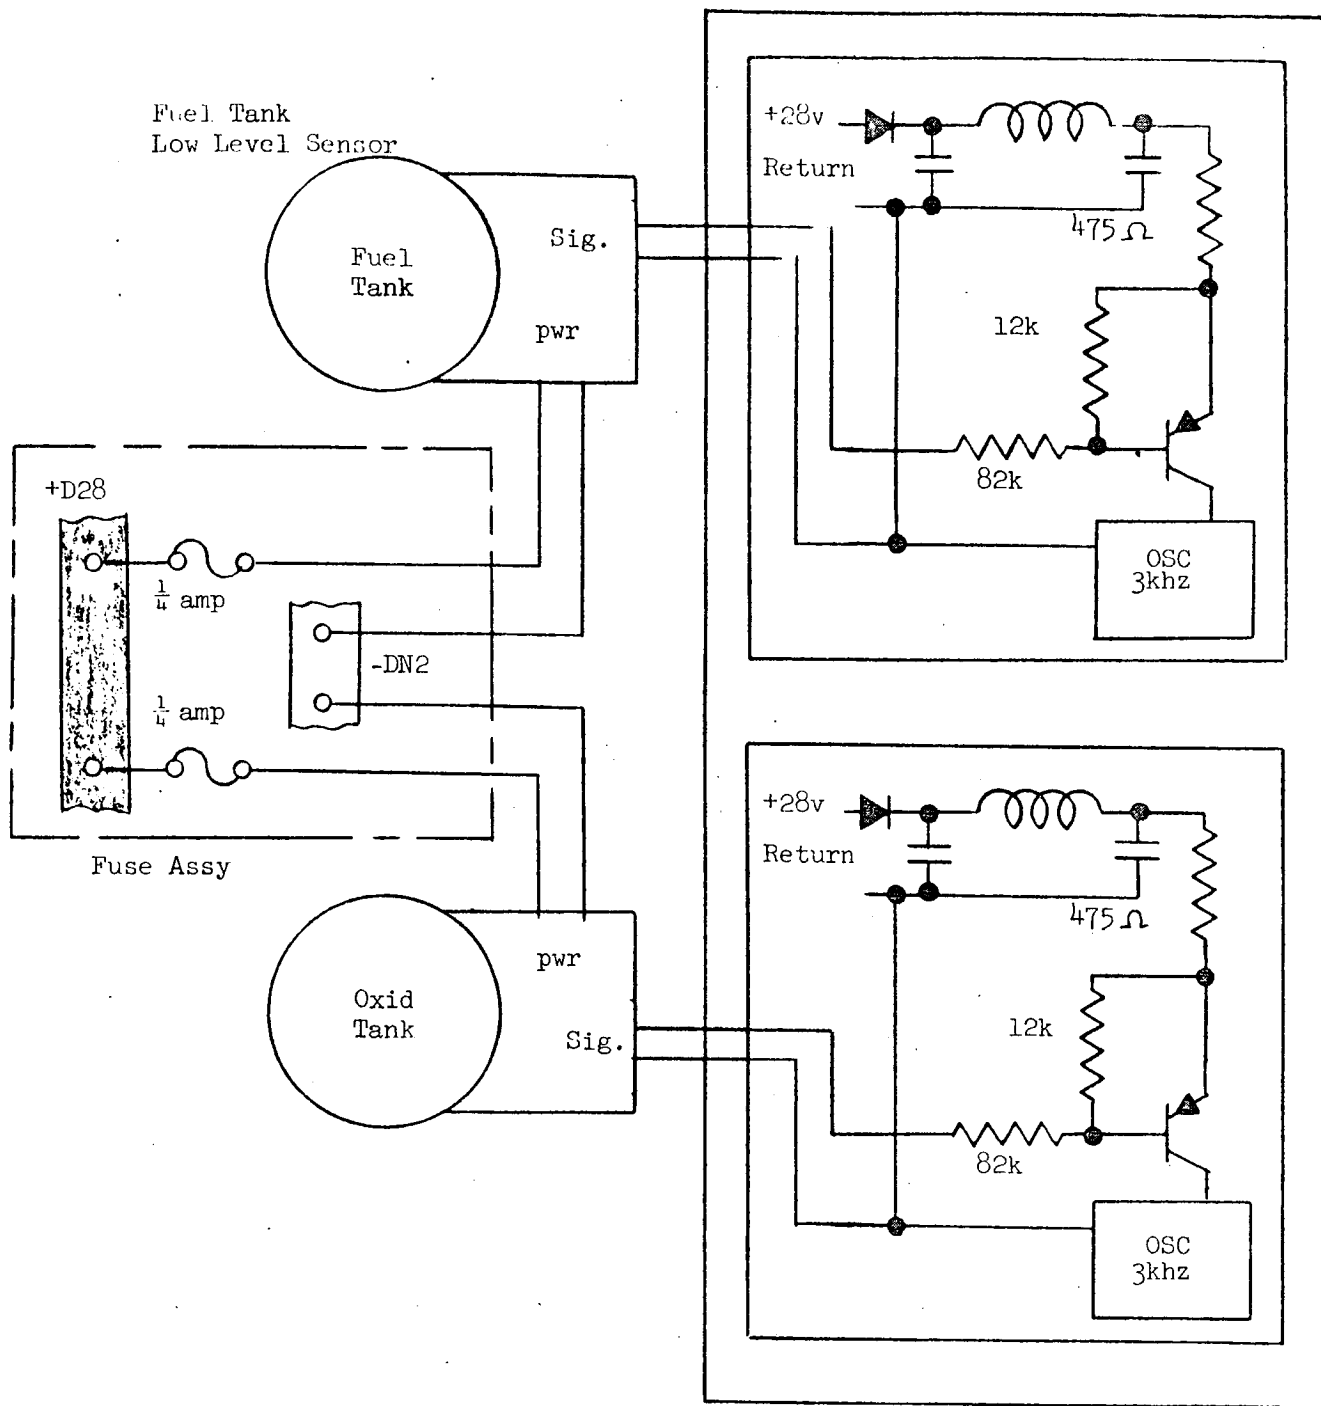 Fuel Tank
Low Level Sensor
Fuel
Tank
Sig.
pwr
+D28
1/4 amp
-DN2
1/4 amp
Fuse Assy
pwr
Oxid
Tank
Sig.
+28v
Return
475 Ω
12k
82k
OSC
3khz
+28v
Return
475 Ω
12k
82k
OSC
3khz